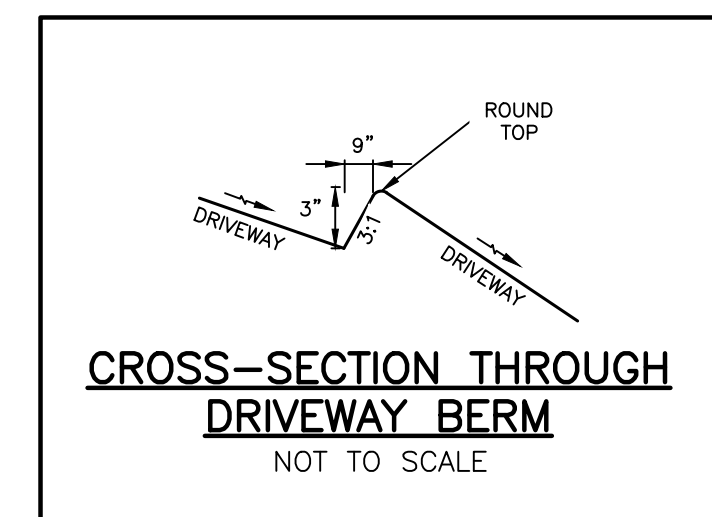 ROUND
TOP
9"
3"
3:1
DRIVEWAY
DRIVEWAY
CROSS-SECTION THROUGH
DRIVEWAY BERM
NOT TO SCALE